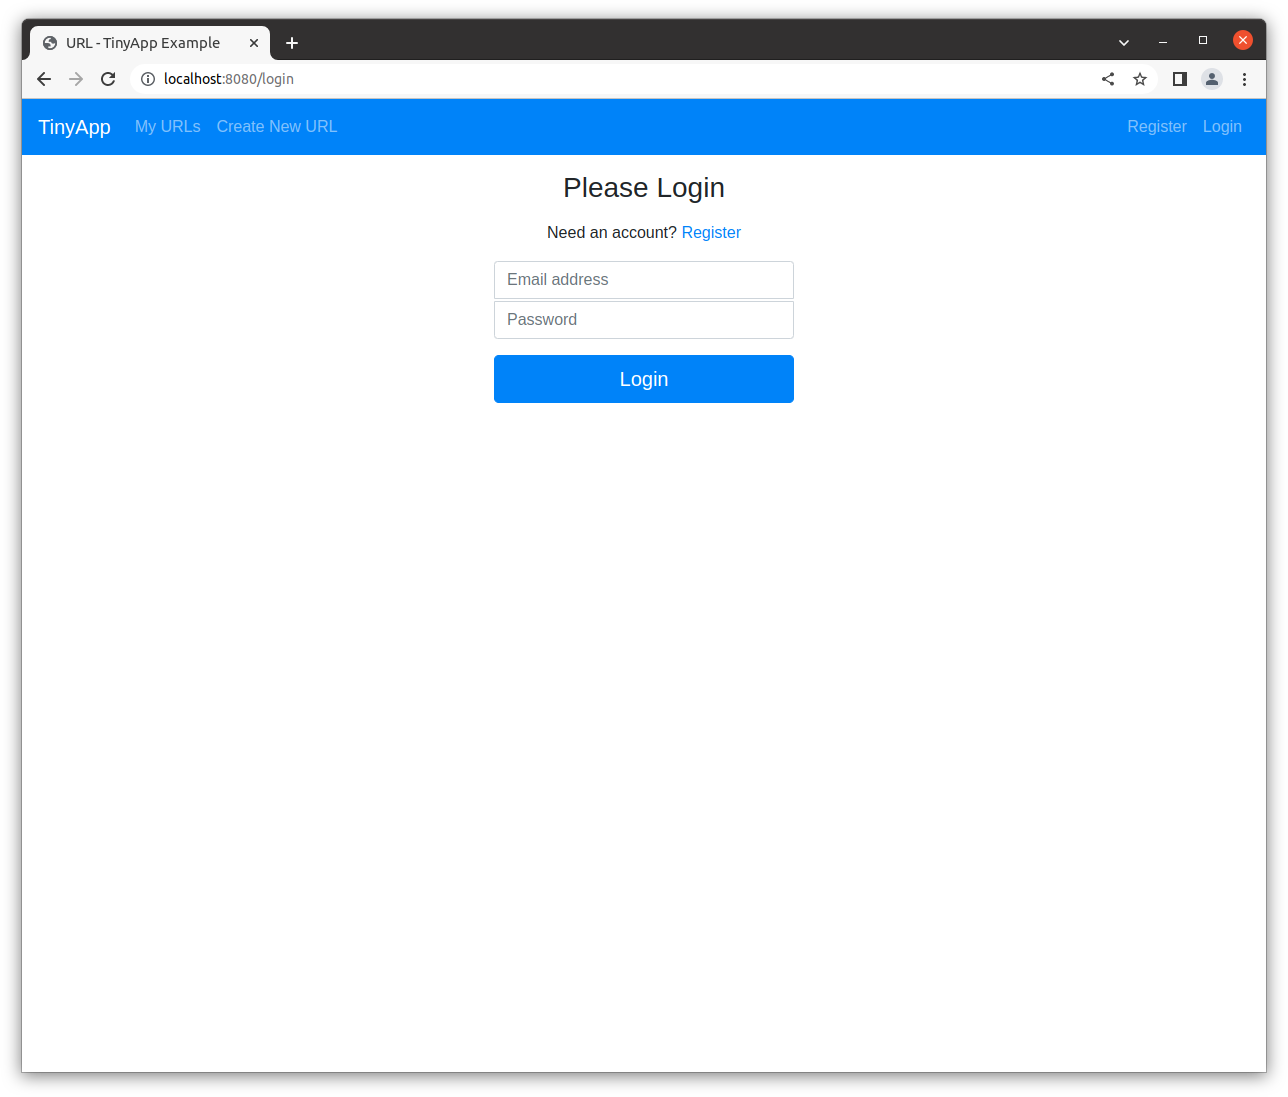 URL - TinyApp Example
localhost:8080/login
TinyApp My URLs Create New URL Register Login
Please Login
Need an account? Register
Email address
Password
Login